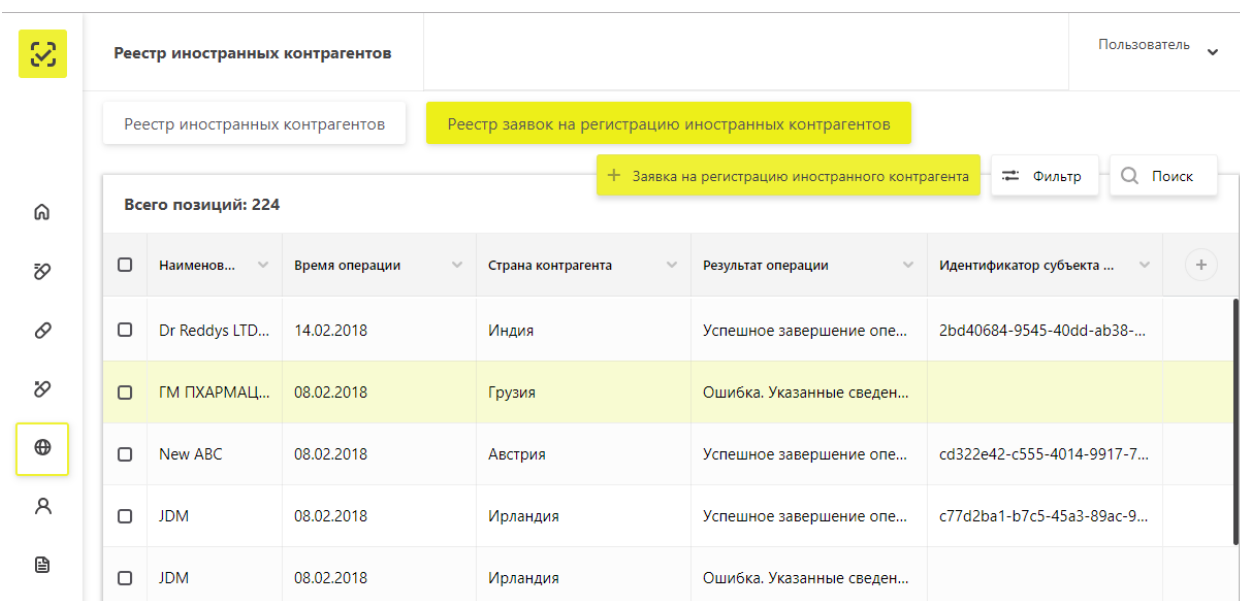 Реестр иностранных контрагентов
Пользователь
Реестр иностранных контрагентов Реестр заявок на регистрацию иностранных контрагентов
+ Заявка на регистрацию иностранного контрагента Фильтр Поиск
Всего позиций: 224
Наименов... Время операции Страна контрагента Результат операции Идентификатор субъекта ... +
Dr Reddys LTD... 14.02.2018 Индия Успешное завершение опе... 2bd40684-9545-40dd-ab38-...
ГМ ПХАРМАЦ... 08.02.2018 Грузия Ошибка. Указанные сведен...
New ABC 08.02.2018 Австрия Успешное завершение опе... cd322e42-c555-4014-9917-7...
JDM 08.02.2018 Ирландия Успешное завершение опе... c77d2ba1-b7c5-45a3-89ac-9...
JDM 08.02.2018 Ирландия Ошибка. Указанные сведен...